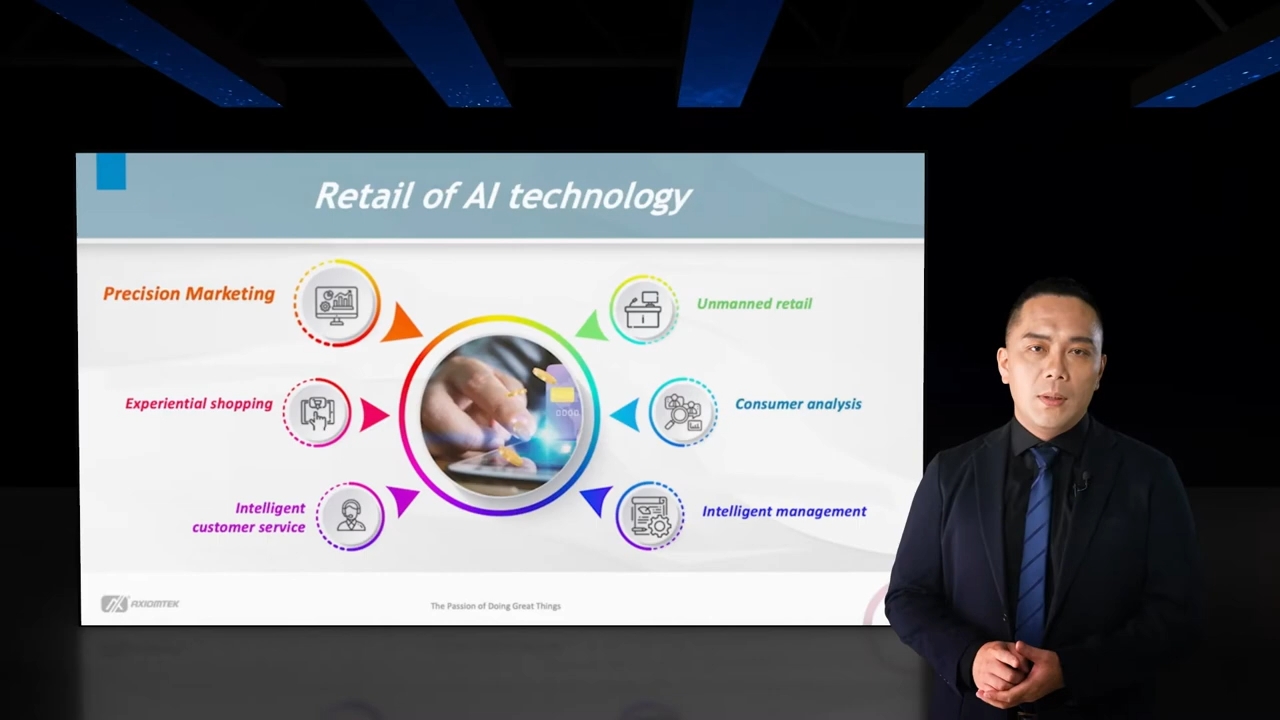 Retail of AI technology
Precision Marketing
Unmanned retail
Experiential shopping
Consumer analysis
Intelligent
customer service
Intelligent management
AXIOMTEK
The Passion of Doing Great Things